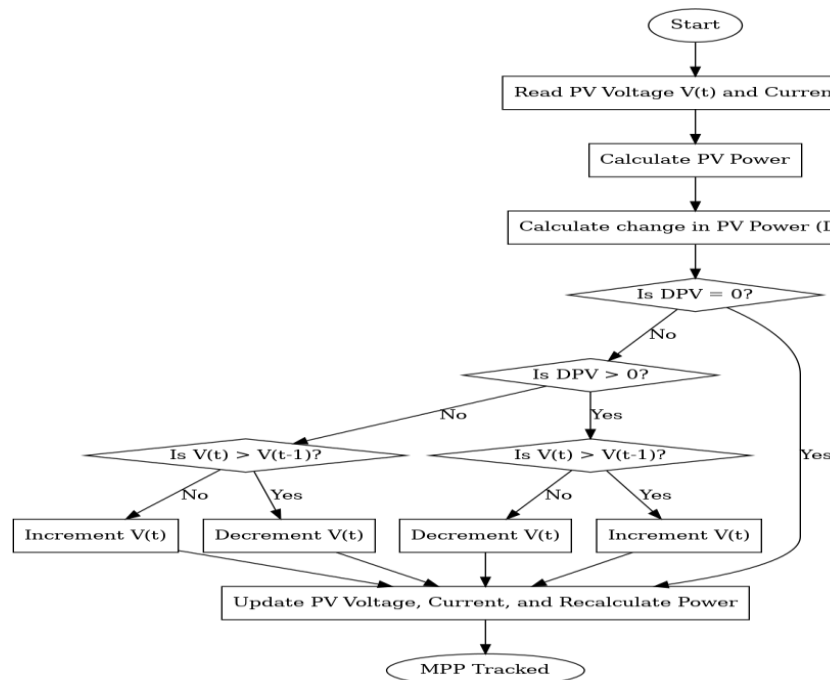 Start
Read PV Voltage V(t) and Curren
Calculate PV Power
Calculate change in PV Power (
Is DPV = 0?
No
Is DPV > 0?
No Yes
Is V(t) > V(t-1)? Is V(t) > V(t-1)? Yes
No Yes No Yes
Increment V(t) Decrement V(t) Decrement V(t) Increment V(t)
Update PV Voltage, Current, and Recalculate Power
MPP Tracked